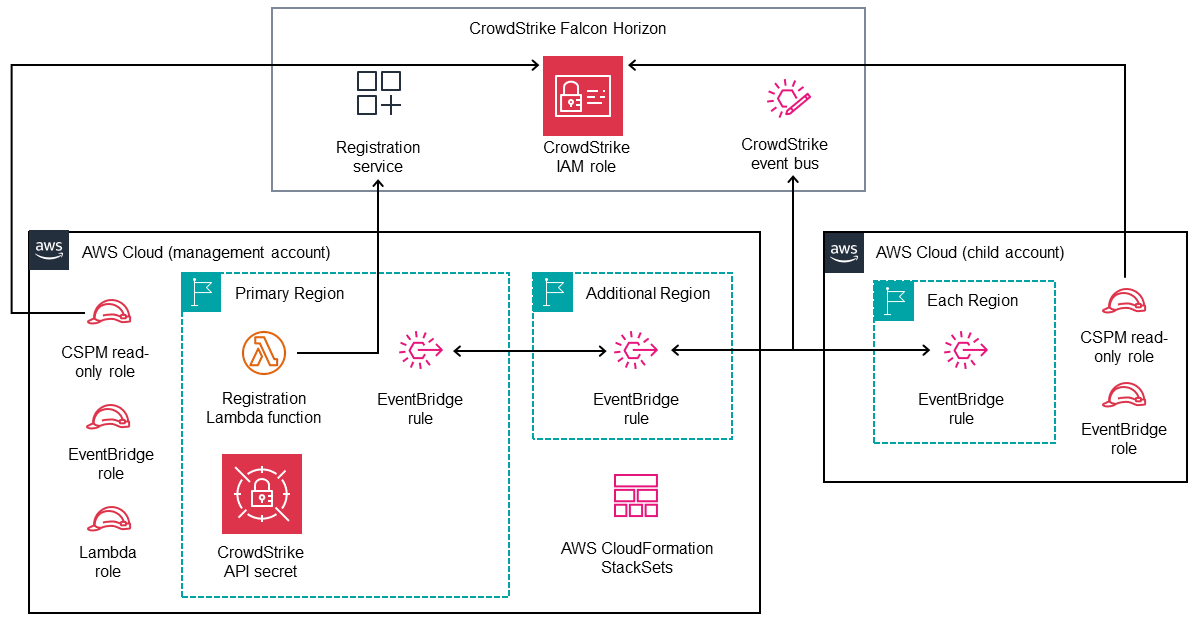 CrowdStrike Falcon Horizon
Registration
service
CrowdStrike
IAM role
CrowdStrike
event bus
aws
AWS Cloud (management account)
CSPM read-
only role
EventBridge
role
Lambda
role
Primary Region
Registration
Lambda function
EventBridge
rule
CrowdStrike
API secret
Additional Region
EventBridge
rule
AWS CloudFormation
StackSets
aws
AWS Cloud (child account)
Each Region
EventBridge
rule
CSPM read-
only role
EventBridge
role